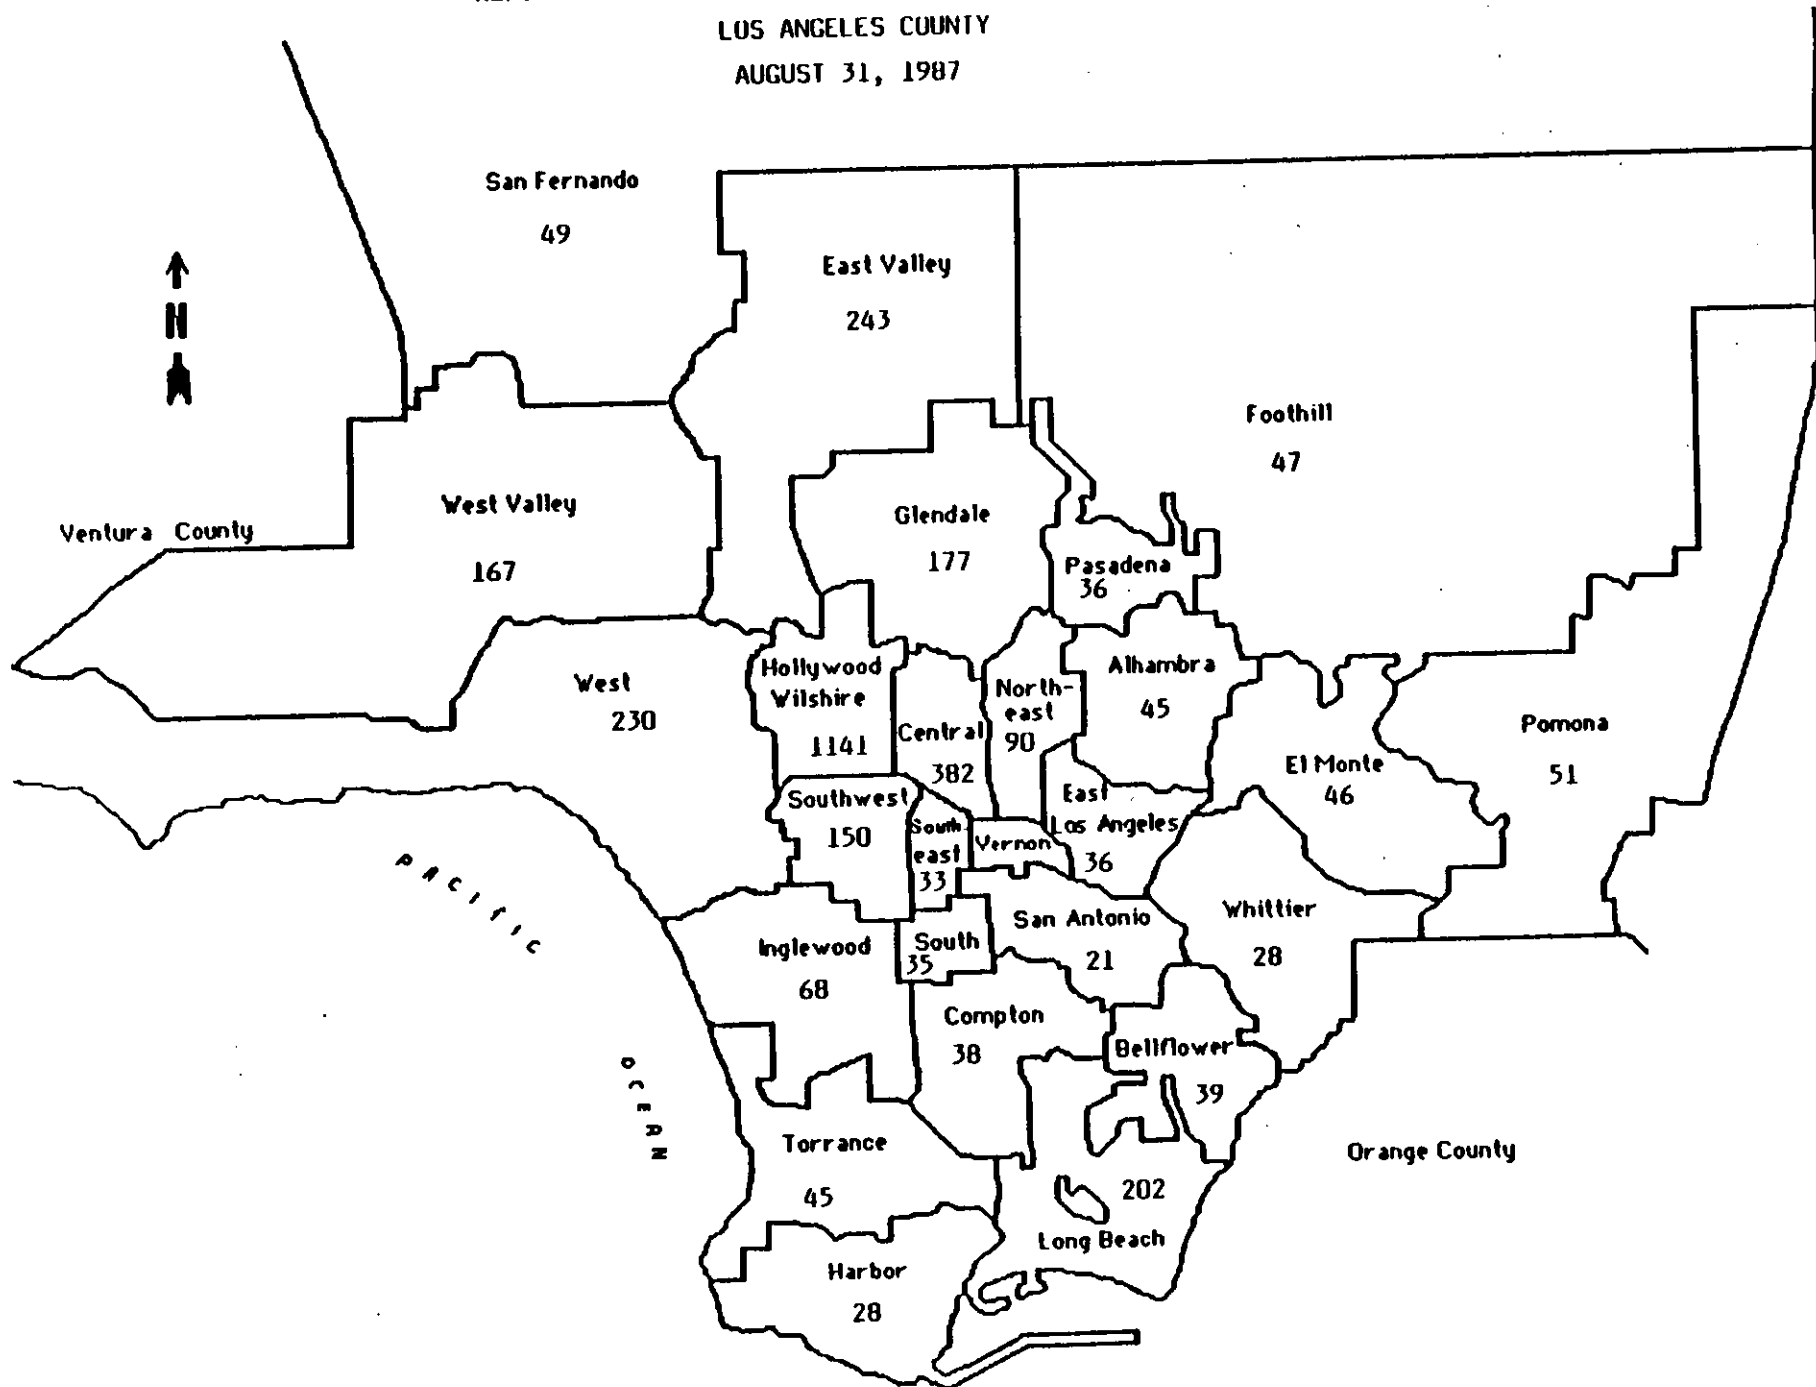 LOS ANGELES COUNTY
AUGUST 31, 1987
San Fernando
49
East Valley
243
N
Foothill
47
West Valley
167
Ventura County
Glendale
177
Pasadena
36
Hollywood
Wilshire
1141
West
230
Central
382
North-
east
90
Alhambra
45
El Monte
46
Pomona
51
Southwest
150
South
east
33
Vernon
East
Los Angeles
36
PACIFIC
OCEAN
Inglewood
68
South
35
San Antonio
21
Whittier
28
Compton
38
Bellflower
39
Torrance
45
202
Long Beach
Orange County
Harbor
28